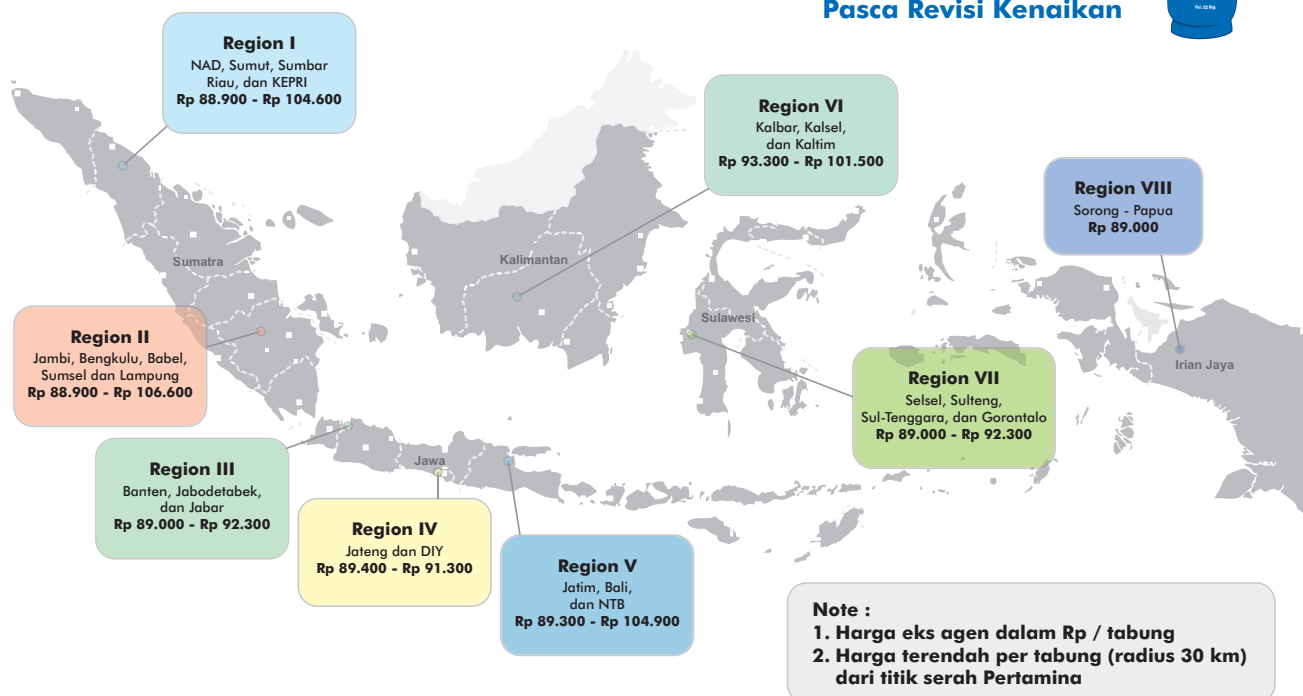 Pasca Revisi Kenaikan
Region I
NAD, Sumut, Sumbar
Riau, dan KEPRI
Rp 88.900 - Rp 104.600
Region VI
Kalbar, Kalsel,
dan Kaltim
Rp 93.300 - Rp 101.500
Region VIII
Sorong - Papua
Rp 89.000
Sumatra
Kalimantan
Sulawesi
Irian Jaya
Jawa
Region II
Jambi, Bengkulu, Babel,
Sumsel dan Lampung
Rp 88.900 - Rp 106.600
Region VII
Selsel, Sulteng,
Sul-Tenggara, dan Gorontalo
Rp 89.000 - Rp 92.300
Region III
Banten, Jabodetabek,
dan Jabar
Rp 89.000 - Rp 92.300
Region IV
Jateng dan DIY
Rp 89.400 - Rp 91.300
Region V
Jatim, Bali,
dan NTB
Rp 89.300 - Rp 104.900
Note :
1. Harga eks agen dalam Rp / tabung
2. Harga terendah per tabung (radius 30 km)
dari titik serah Pertamina